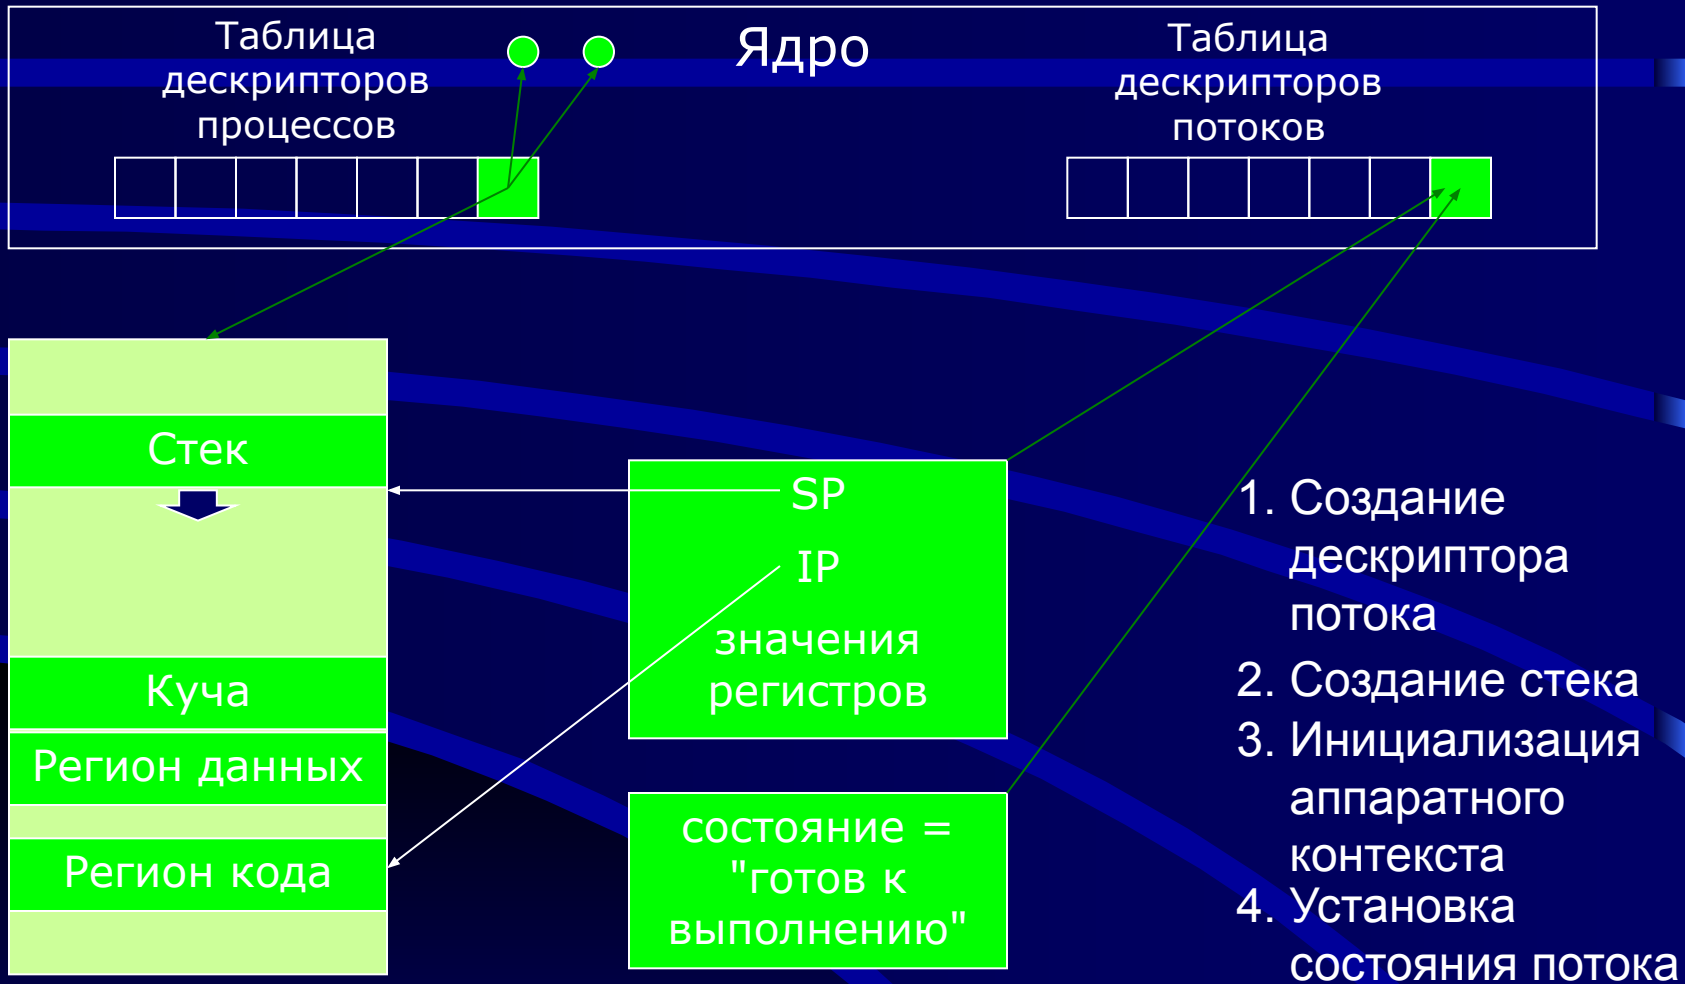 Таблица
дескрипторов
процессов
Ядро
Таблица
дескрипторов
потоков
Стек
Куча
Регион данных
Регион кода
SP
IP
значения
регистров
состояние =
"готов к
выполнению"
1. Создание
дескриптора
потока
2. Создание стека
3. Инициализация
аппаратного
контекста
4. Установка
состояния потока